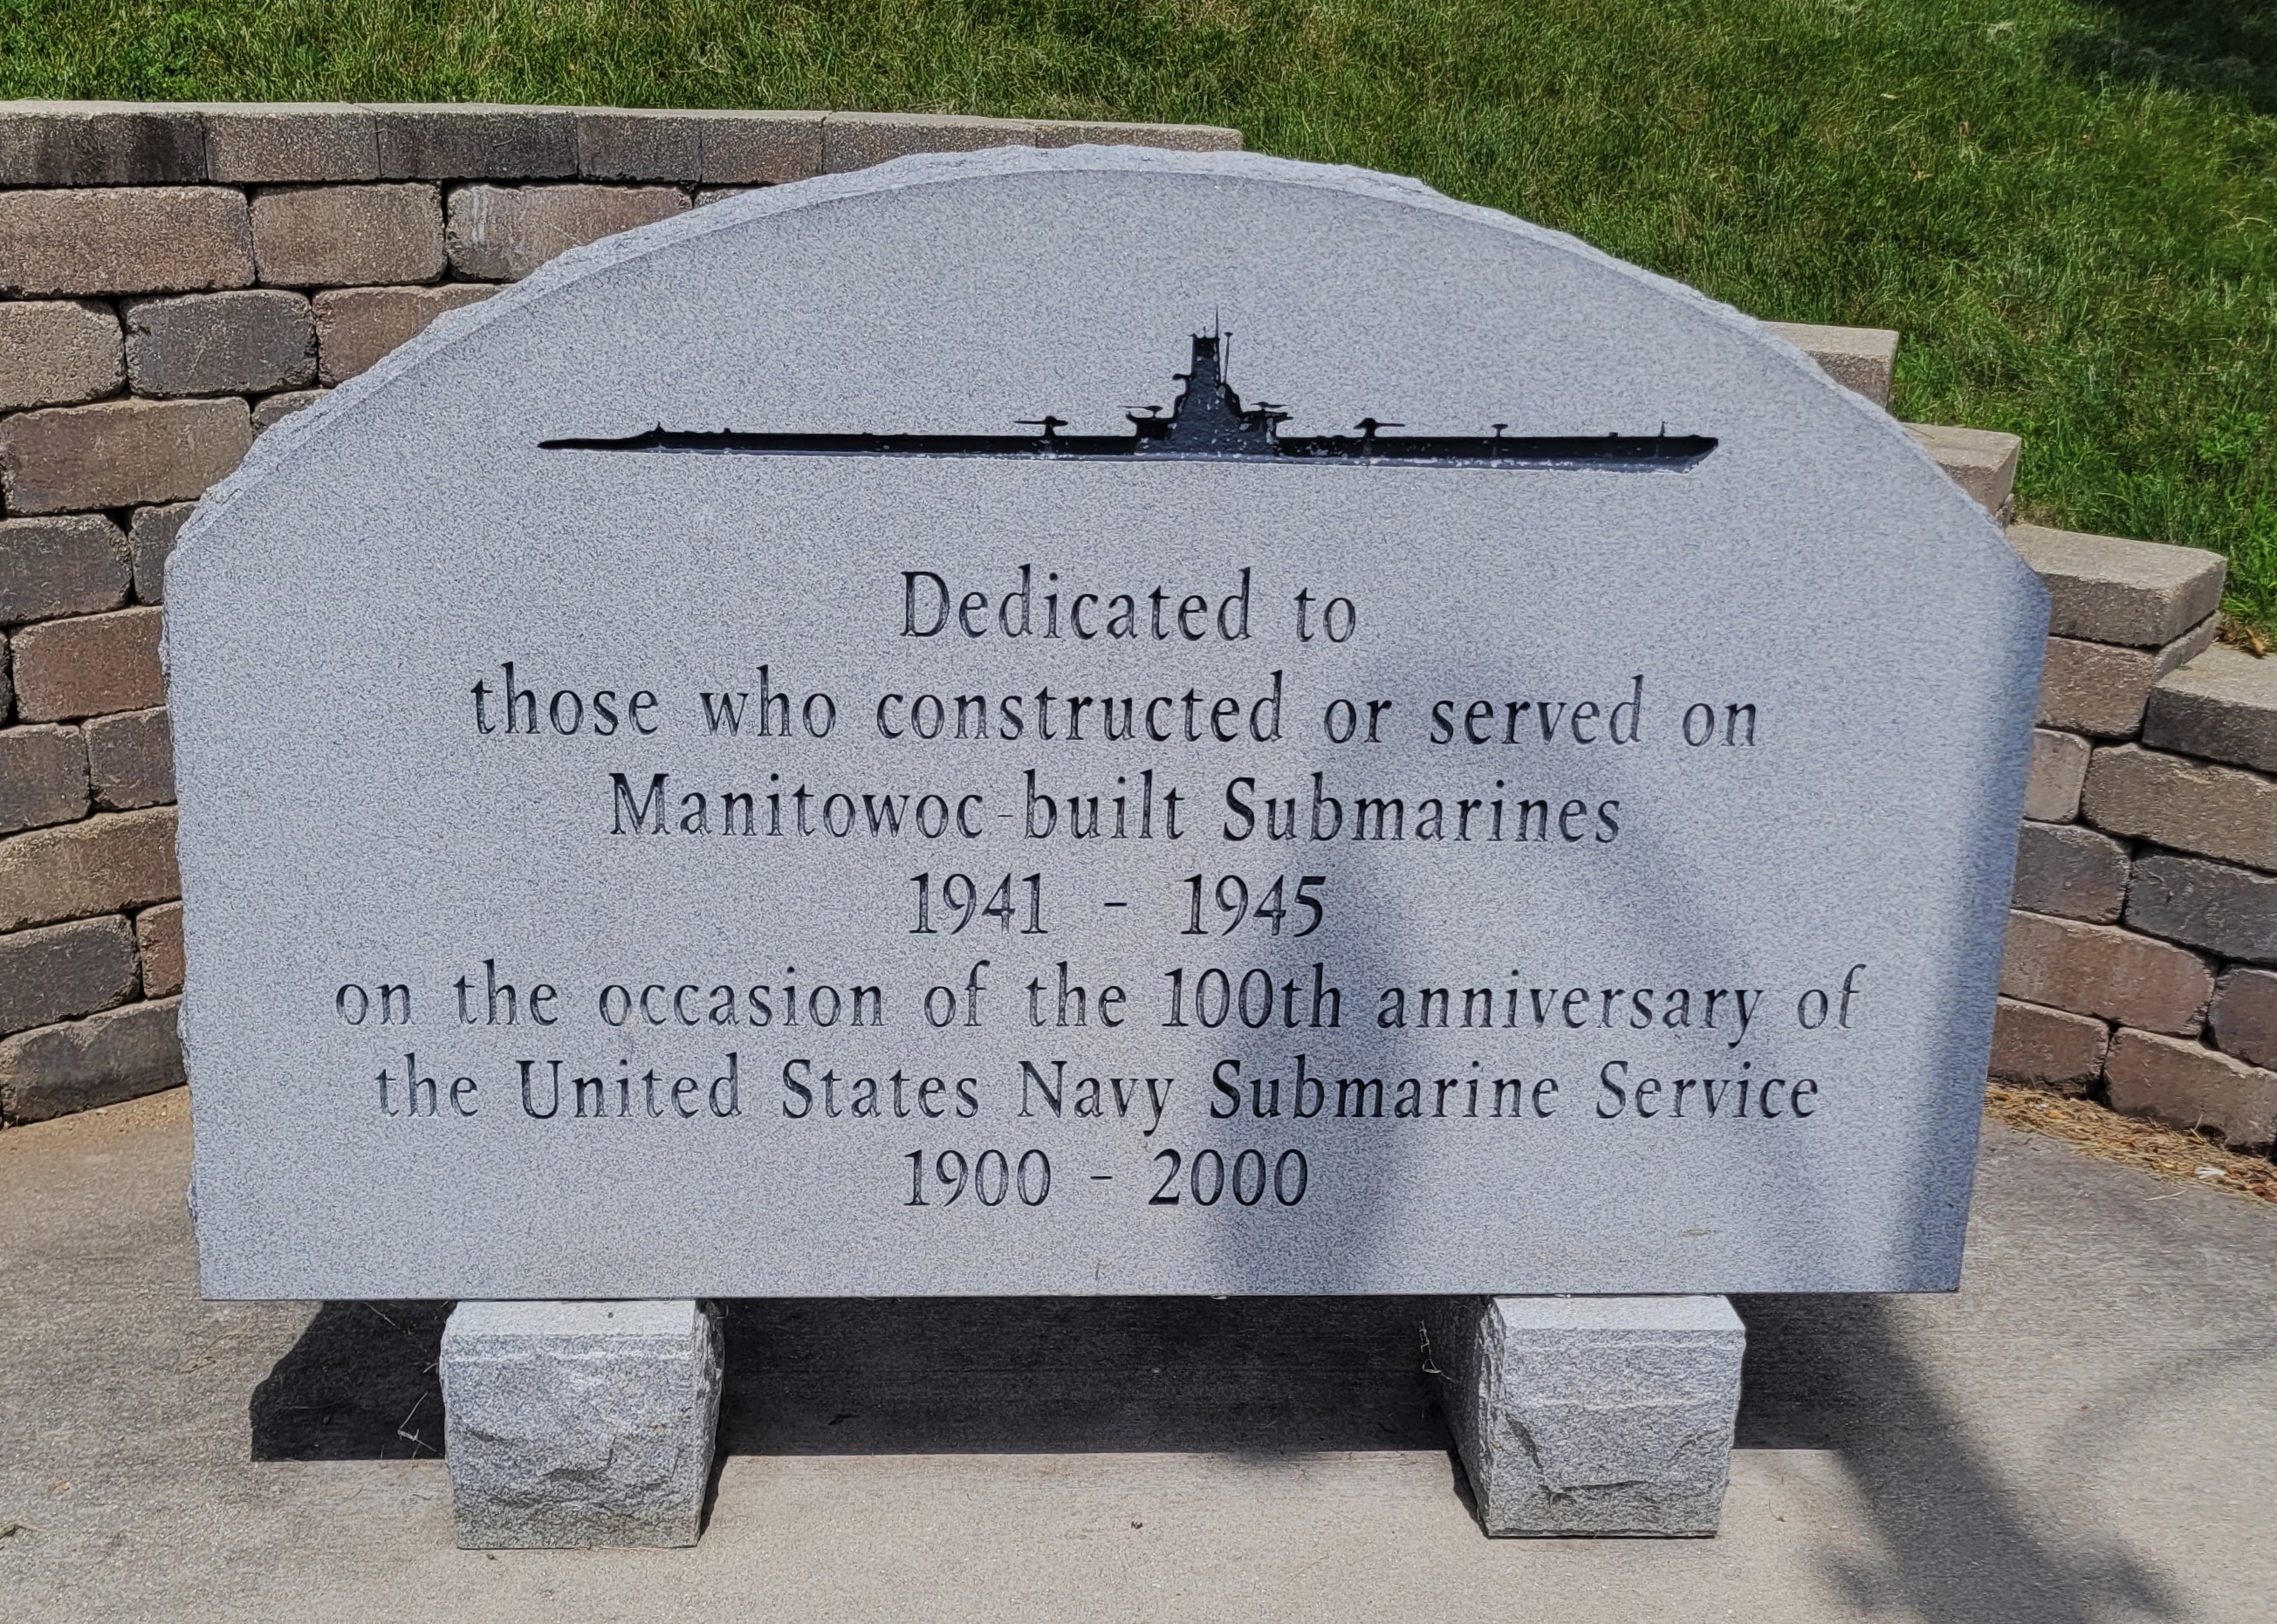 Dedicated to
those who constructed or served on
Manitowoc-built Submarines
1941 - 1945
on the occasion of the 100th anniversary of
the United States Navy Submarine Service
1900 - 2000